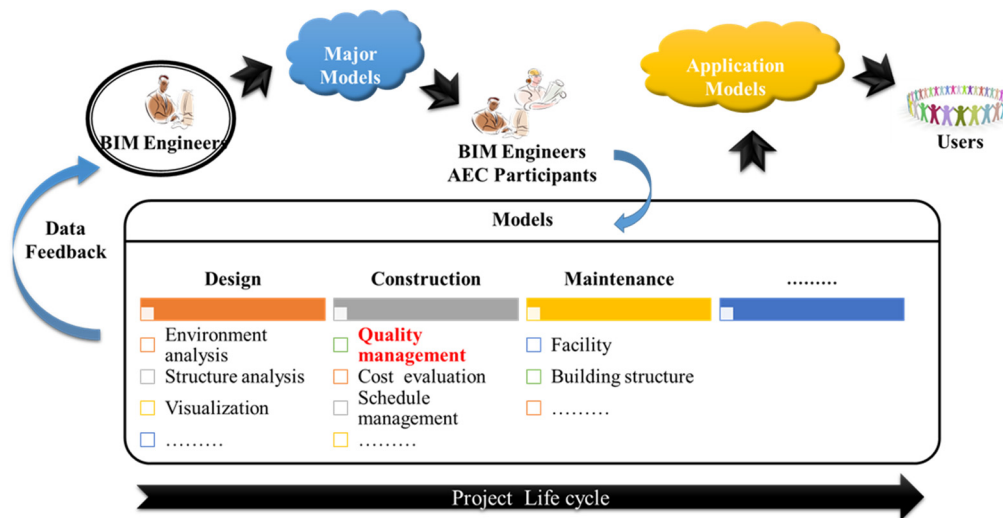 Major
Models
Application
Models
BIM Engineers
BIM Engineers
AEC Participants
Users
Data
Feedback
Models
Design
Construction
Maintenance
………
Environment
analysis
Structure analysis
Visualization
………
Quality
management
Cost evaluation
Schedule
management
………
Facility
Building structure
………
Project Life cycle